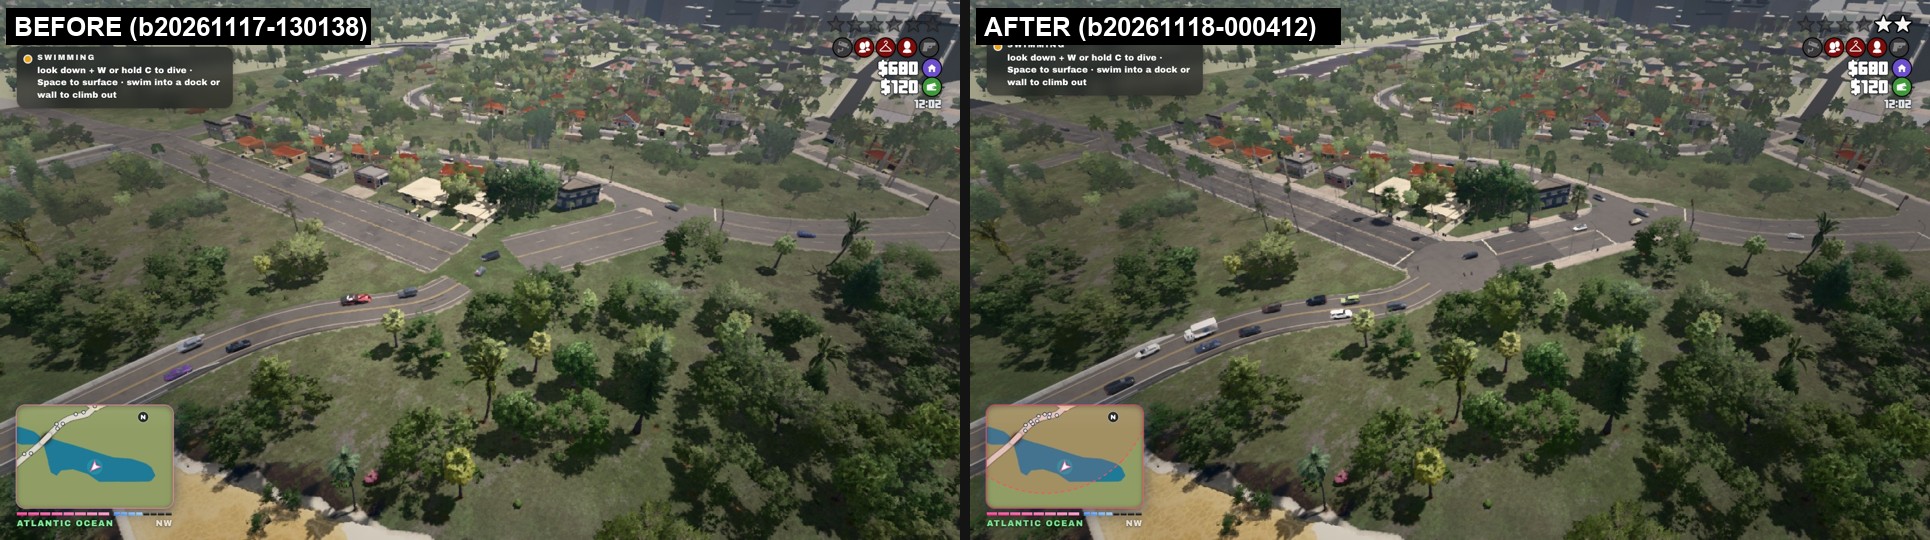 BEFORE (b20261117-130138)
SWIMMING
look down + W or hold C to dive ·
Space to surface · swim into a dock or
wall to climb out
$680
$120
12:02
N
ATLANTIC OCEAN
NW
AFTER (b20261118-000412)
SWIMMING
look down + W or hold C to dive ·
Space to surface · swim into a dock or
wall to climb out
$680
$120
12:02
N
ATLANTIC OCEAN
NW